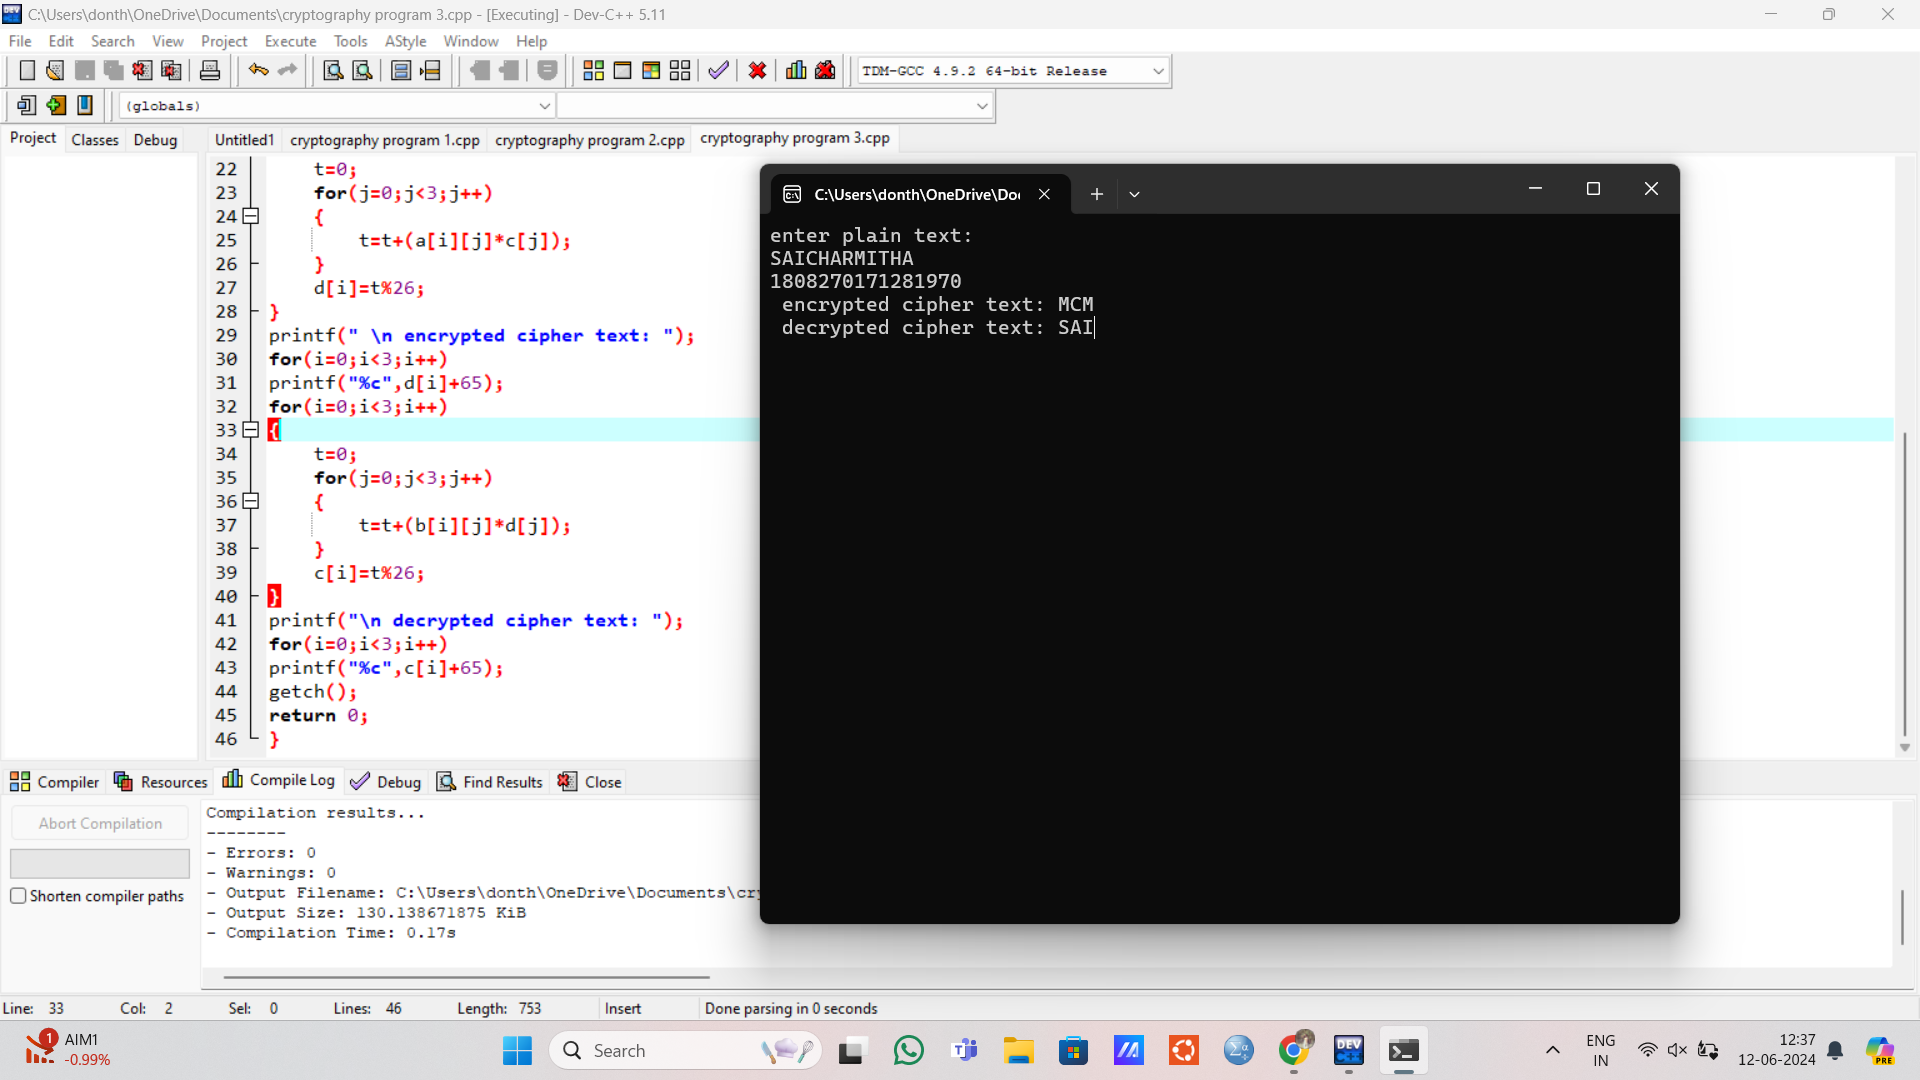 C:\Users\donth\OneDrive\Documents\cryptography program 3.cpp - [Executing] - Dev-C++ 5.11
File Edit Search View Project Execute Tools AStyle Window Help
TDM-GCC 4.9.2 64-bit Release
(globals)
Project Classes Debug
Untitled1 cryptography program 1.cpp cryptography program 2.cpp cryptography program 3.cpp
22 t=0;
23 for(j=0;j<3;j++)
24 {
25 t=t+(a[i][j]*c[j]);
26 }
27 d[i]=t%26;
28 }
29 printf(" \n encrypted cipher text: ");
30 for(i=0;i<3;i++)
31 printf("%c",d[i]+65);
32 for(i=0;i<3;i++)
33 {
34 t=0;
35 for(j=0;j<3;j++)
36 {
37 t=t+(b[i][j]*d[j]);
38 }
39 c[i]=t%26;
40 }
41 printf("\n decrypted cipher text: ");
42 for(i=0;i<3;i++)
43 printf("%c",c[i]+65);
44 getch();
45 return 0;
46 }
C:\Users\donth\OneDrive\Doc
enter plain text:
SAICHARMITHA
1808270171281970
encrypted cipher text: MCM
decrypted cipher text: SAI
Compiler Resources Compile Log Debug Find Results Close
Abort Compilation
Shorten compiler paths
Compilation results...
--------
- Errors: 0
- Warnings: 0
- Output Filename: C:\Users\donth\OneDrive\Documents\cry
- Output Size: 130.138671875 KiB
- Compilation Time: 0.17s
Line: 33 Col: 2 Sel: 0 Lines: 46 Length: 753 Insert Done parsing in 0 seconds
1
AIM1
-0.99%
Search
DEV
ENG
IN
12:37
12-06-2024
PRE